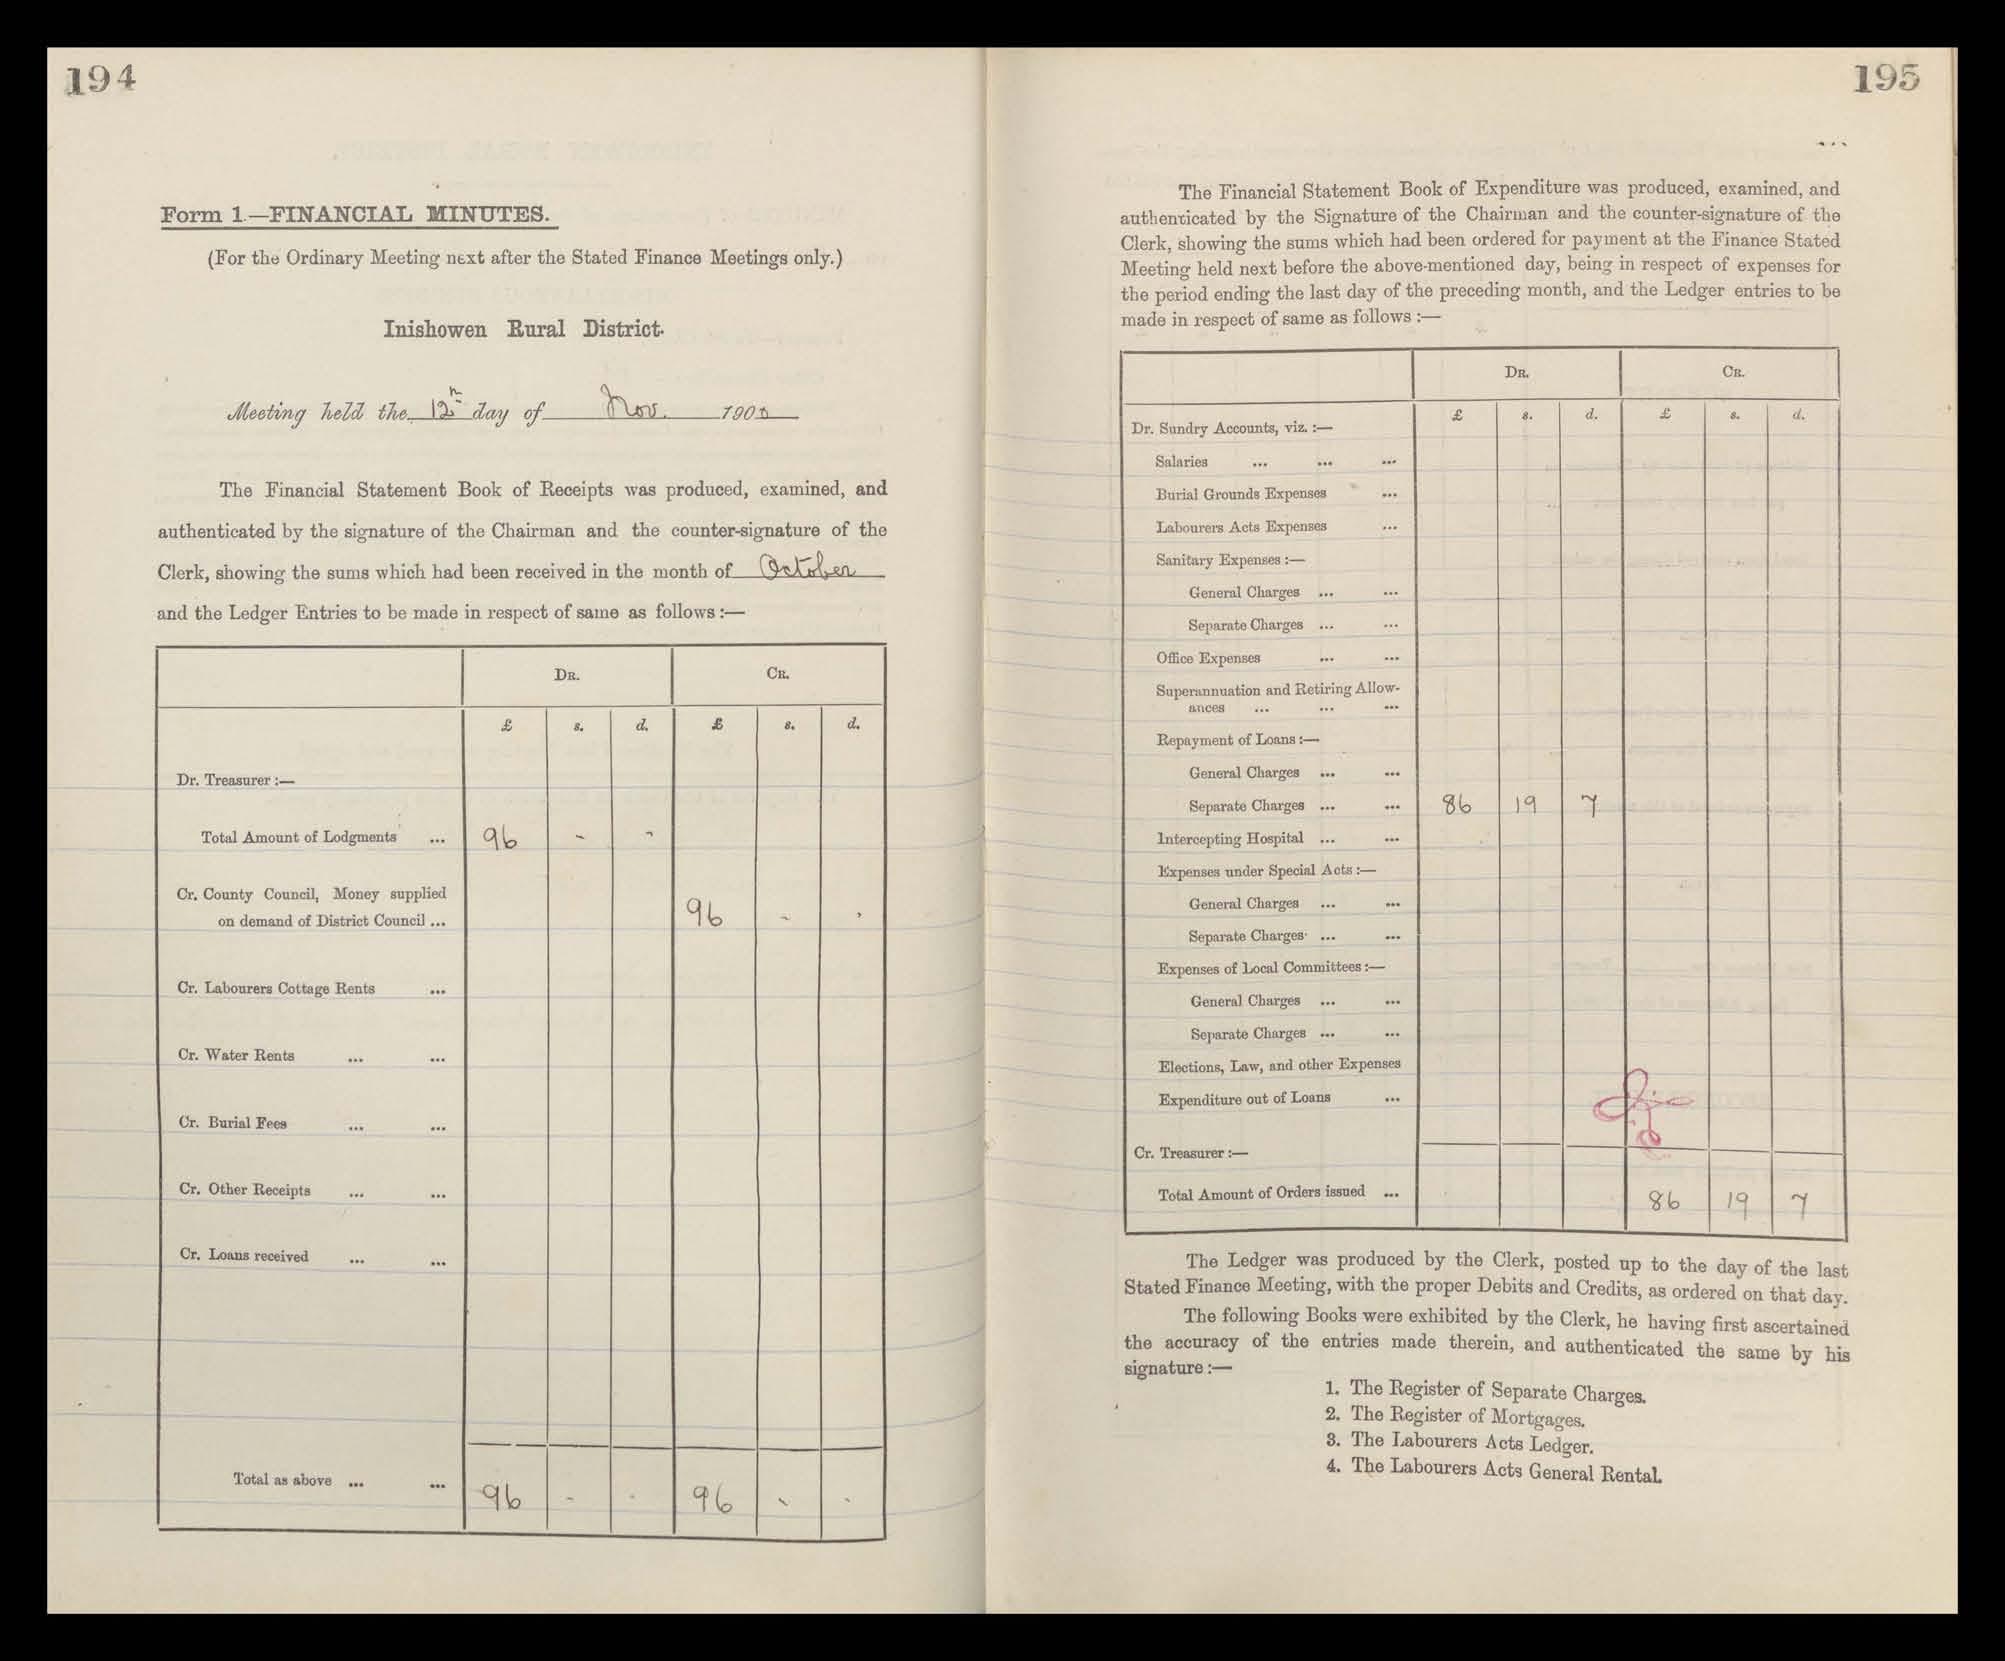 194
Form 1.—FINANCIAL MINUTES.
(For the Ordinary Meeting next after the Stated Finance Meetings only.)
Inishowen Rural District.
Meeting held the 12th day of Nov. 190
The Financial Statement Book of Receipts was produced, examined, and
authenticated by the signature of the Chairman and the counter-signature of the
Clerk, showing the sums which had been received in the month of October
and the Ledger Entries to be made in respect of same as follows :—
DR. CR.
£ s. d. £ s. d.
Dr. Treasurer :—
Total Amount of Lodgments ... 96 - -
Cr. County Council, Money supplied
on demand of District Council ... 96 - -
Cr. Labourers Cottage Rents ...
Cr. Water Rents ... ...
Cr. Burial Fees ... ...
Cr. Other Receipts ... ...
Cr. Loans received ... ...
Total as above ... ... 96 - - 96 - -
195
The Financial Statement Book of Expenditure was produced, examined, and
authenticated by the Signature of the Chairman and the counter-signature of the
Clerk, showing the sums which had been ordered for payment at the Finance Stated
Meeting held next before the above-mentioned day, being in respect of expenses for
the period ending the last day of the preceding month, and the Ledger entries to be
made in respect of same as follows :—
DR. CR.
£ s. d. £ s. d.
Dr. Sundry Accounts, viz. :—
Salaries ... ... ...
Burial Grounds Expenses ...
Labourers Acts Expenses ...
Sanitary Expenses :—
General Charges ... ...
Separate Charges ... ...
Office Expenses ... ...
Superannuation and Retiring Allow-
ances ... ... ...
Repayment of Loans :—
General Charges ... ...
Separate Charges ... ... 86 19 7
Intercepting Hospital ... ...
Expenses under Special Acts :—
General Charges ... ...
Separate Charges ... ...
Expenses of Local Committees :—
General Charges ... ...
Separate Charges ... ...
Elections, Law, and other Expenses
Expenditure out of Loans ...
Cr. Treasurer :—
Total Amount of Orders issued ... 86 19 7
The Ledger was produced by the Clerk, posted up to the day of the last
Stated Finance Meeting, with the proper Debits and Credits, as ordered on that day.
The following Books were exhibited by the Clerk, he having first ascertained
the accuracy of the entries made therein, and authenticated the same by his
signature :—
1. The Register of Separate Charges.
2. The Register of Mortgages.
3. The Labourers Acts Ledger.
4. The Labourers Acts General Rental.